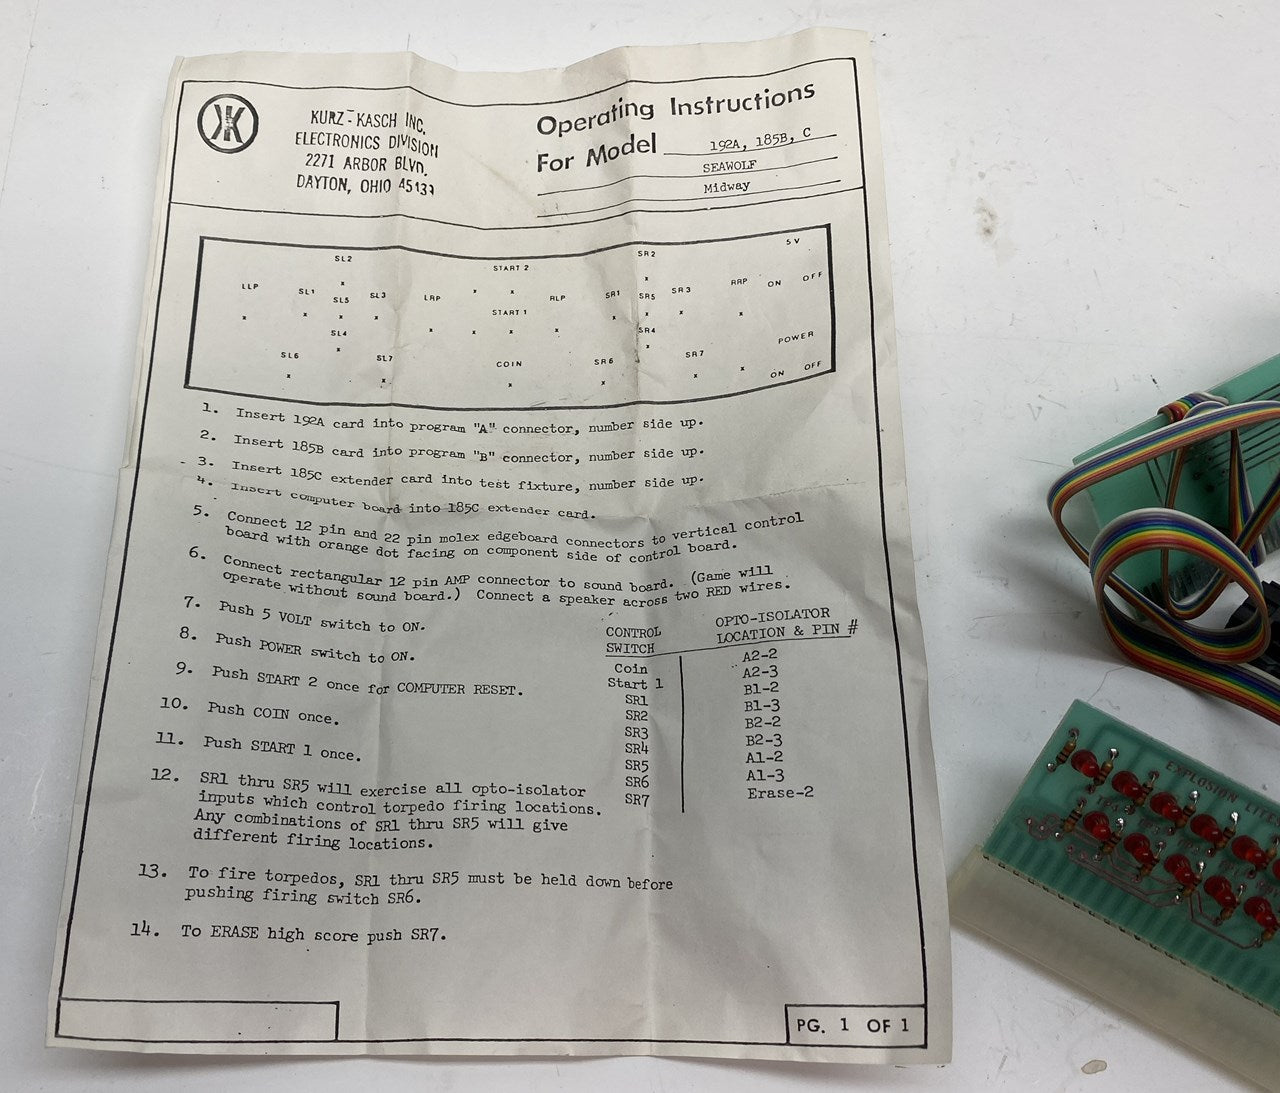 KURZ-KASCH INC.
ELECTRONICS DIVISION
2271 ARBOR BLVD.
DAYTON, OHIO 45439
Operating Instructions
For Model 192A, 185B, C
SEAWOLF
Midway
5 V
SL2 START 2 SR2
LLP SL1 SL5 SL3 LRP RLP SR1 SR5 SR3 RRP ON OFF
START 1
SL4 SR4 POWER
SL6 SL7 COIN SR6 SR7 ON OFF
1. Insert 192A card into program "A" connector, number side up.
2. Insert 185B card into program "B" connector, number side up.
3. Insert 185C extender card into test fixture, number side up.
4. Insert computer board into 185C extender card.
5. Connect 12 pin and 22 pin molex edgeboard connectors to vertical control
board with orange dot facing on component side of control board.
6. Connect rectangular 12 pin AMP connector to sound board. (Game will
operate without sound board.) Connect a speaker across two RED wires.
7. Push 5 VOLT switch to ON.
8. Push POWER switch to ON.
9. Push START 2 once for COMPUTER RESET.
10. Push COIN once.
11. Push START 1 once.
12. SR1 thru SR5 will exercise all opto-isolator
inputs which control torpedo firing locations.
Any combinations of SR1 thru SR5 will give
different firing locations.
13. To fire torpedos, SR1 thru SR5 must be held down before
pushing firing switch SR6.
14. To ERASE high score push SR7.
CONTROL SWITCH OPTO-ISOLATOR LOCATION & PIN #
Coin A2-2
Start 1 A2-3
SR1 B1-2
SR2 B1-3
SR3 B2-2
SR4 B2-3
SR5 A1-2
SR6 A1-3
SR7 Erase-2
PG. 1 OF 1
EXPLOSION LITE